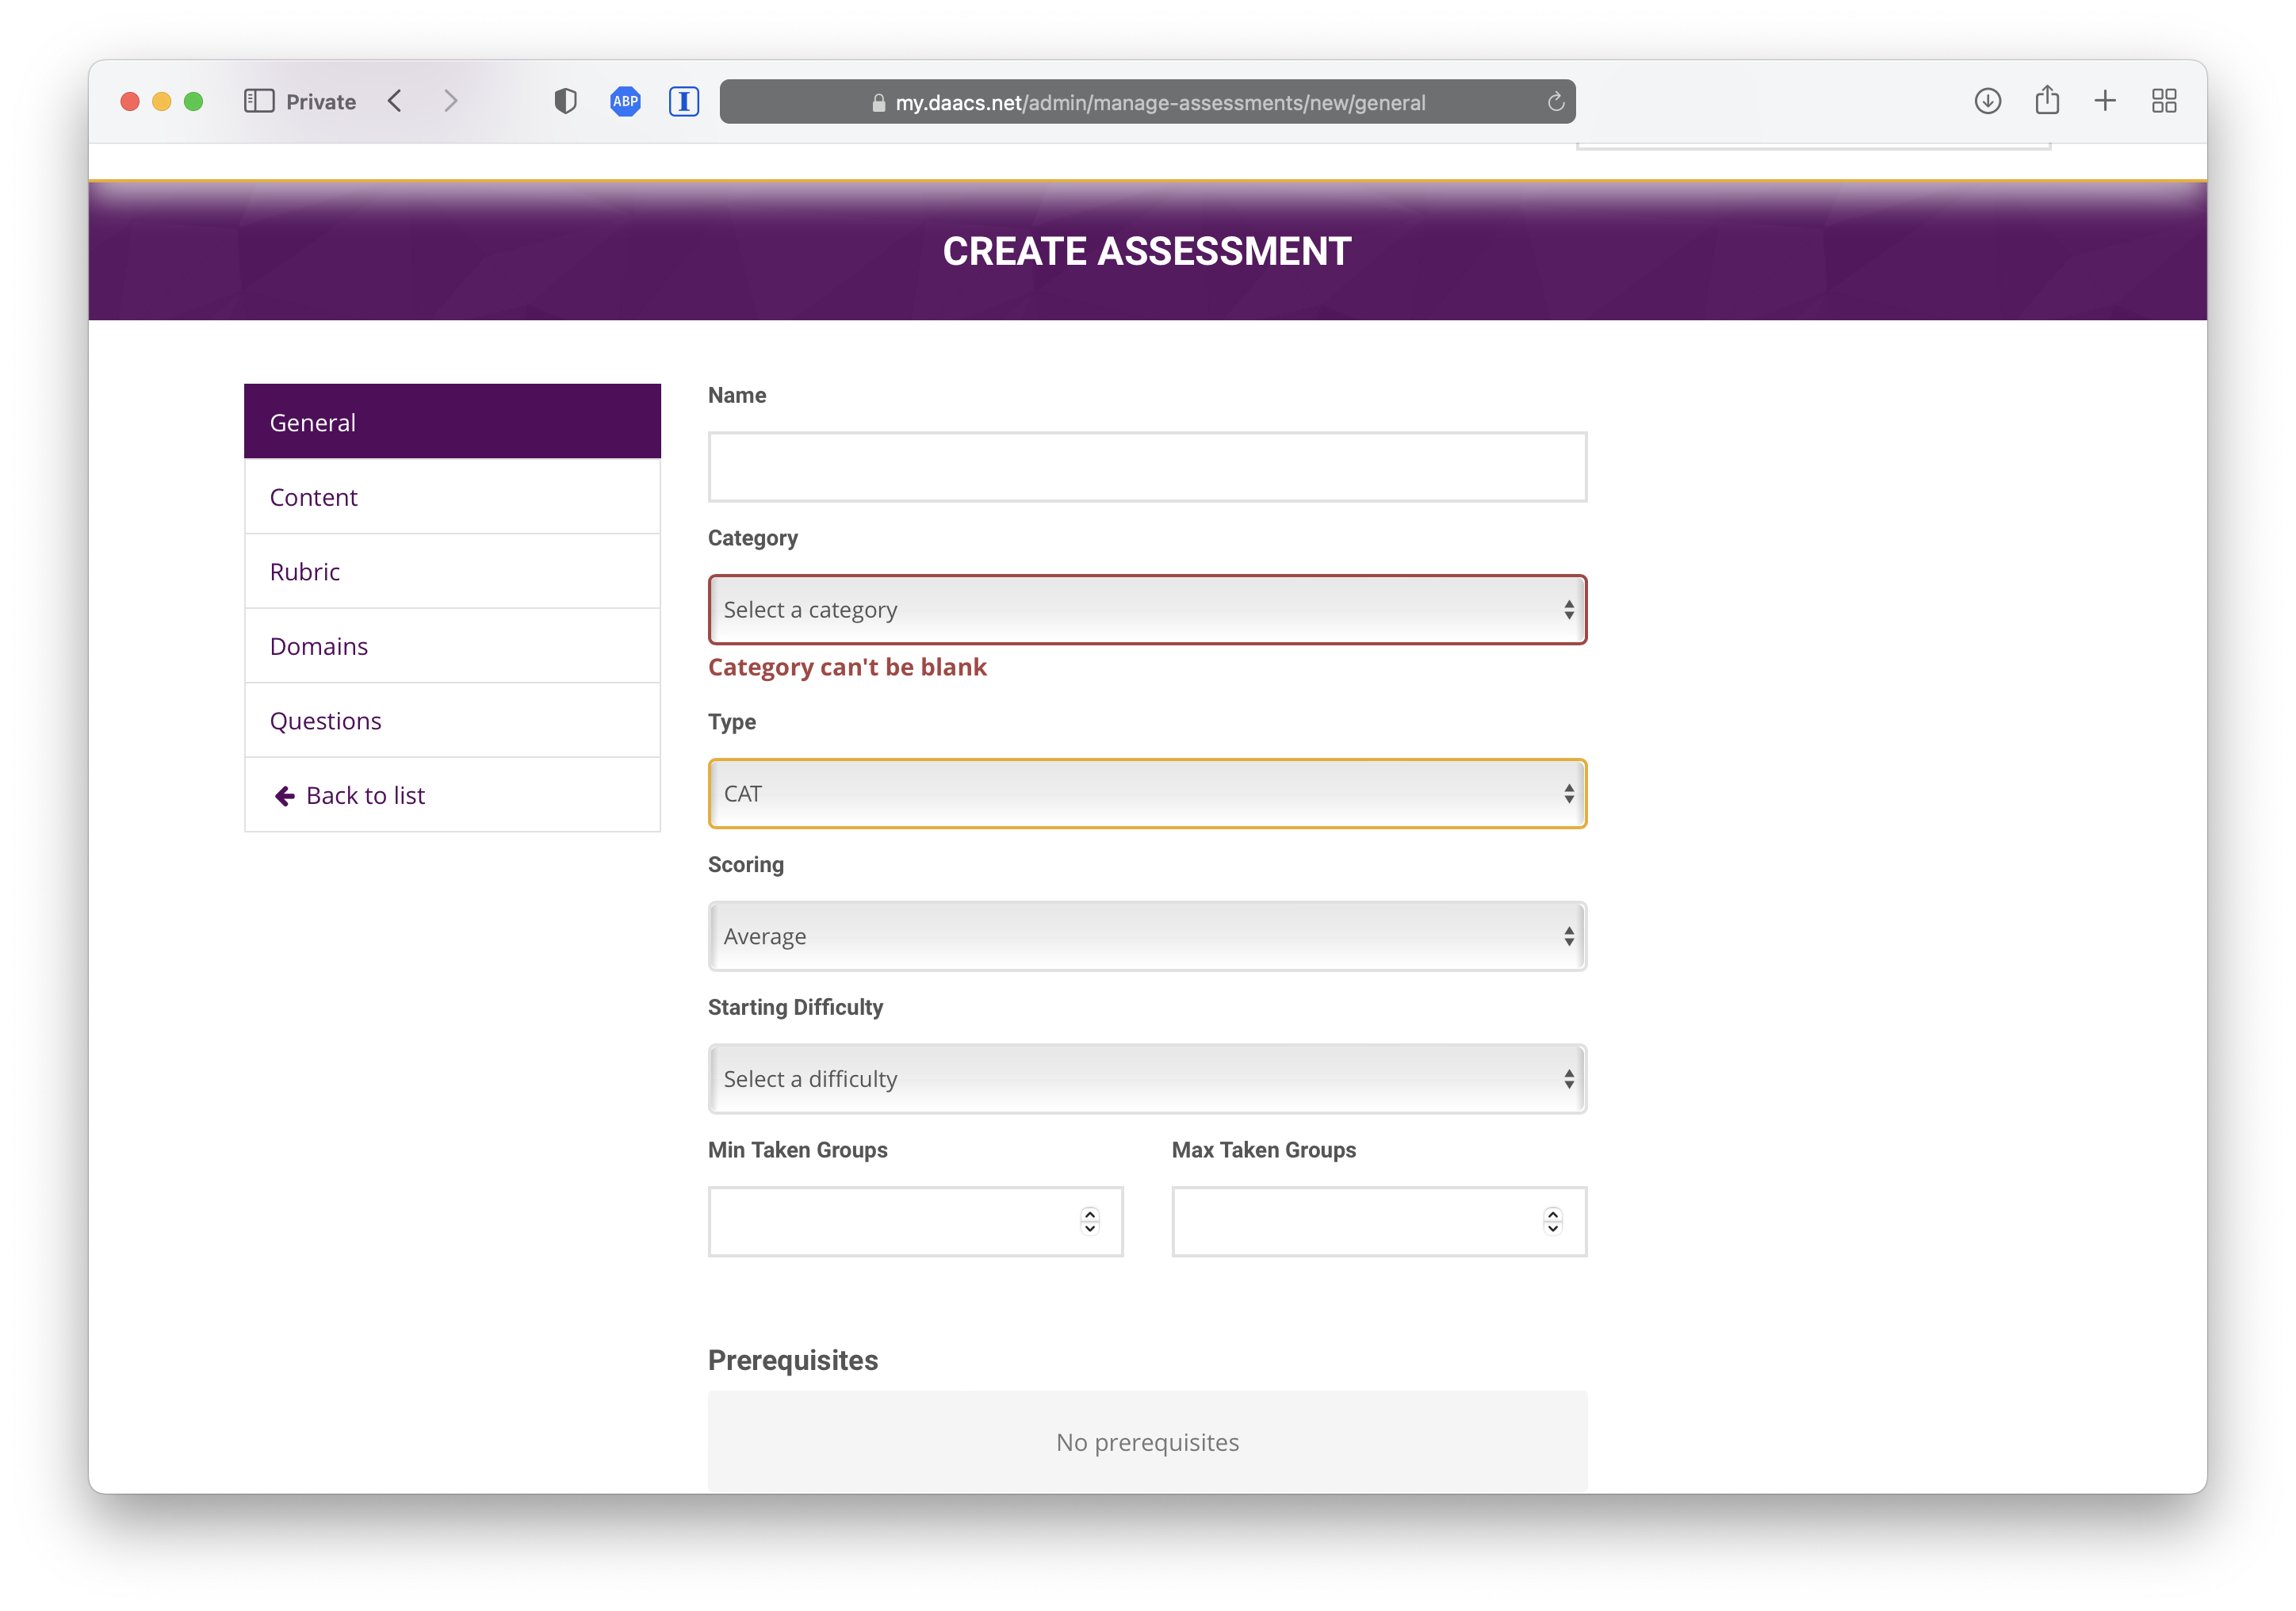 Private
ABP
I
my.daacs.net/admin/manage-assessments/new/general
CREATE ASSESSMENT
General
Content
Rubric
Domains
Questions
Back to list
Name
Category
Select a category
Category can't be blank
Type
CAT
Scoring
Average
Starting Difficulty
Select a difficulty
Min Taken Groups
Max Taken Groups
Prerequisites
No prerequisites